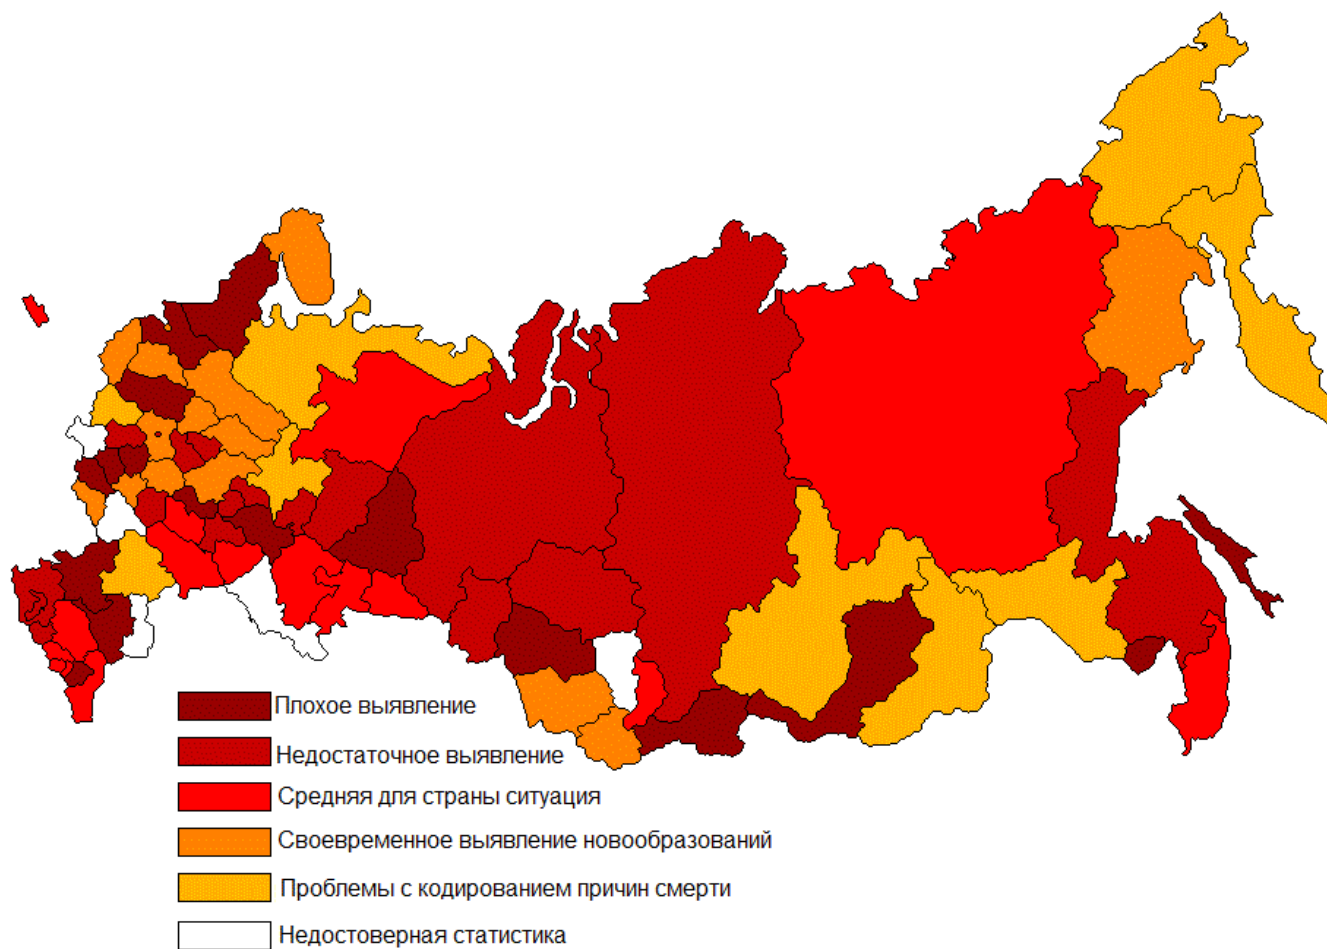 Плохое выявление
Недостаточное выявление
Средняя для страны ситуация
Своевременное выявление новообразований
Проблемы с кодированием причин смерти
Недостоверная статистика